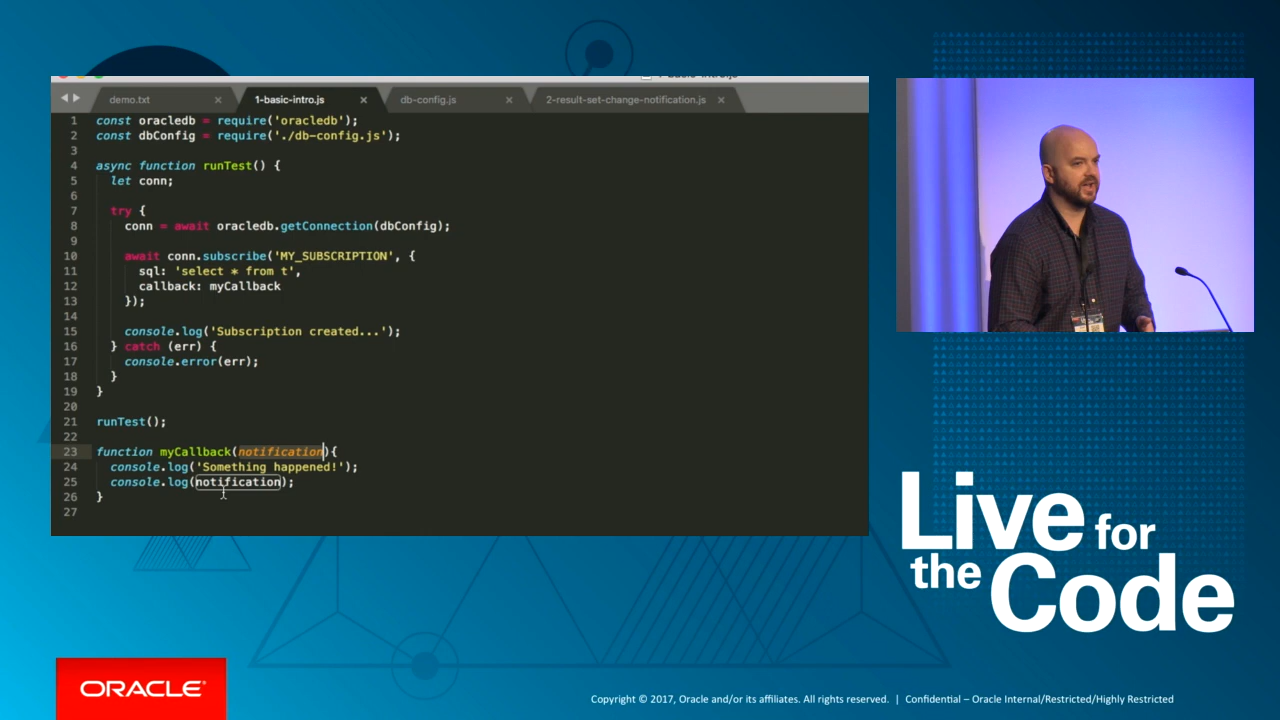 1-basic-intro.js
demo.txt
1-basic-intro.js
db-config.js
2-result-set-change-notification.js
1 const oracledb = require('oracledb');
2 const dbConfig = require('./db-config.js');
3
4 async function runTest() {
5 let conn;
6
7 try {
8 conn = await oracledb.getConnection(dbConfig);
9
10 await conn.subscribe('MY_SUBSCRIPTION', {
11 sql: 'select * from t',
12 callback: myCallback
13 });
14
15 console.log('Subscription created...');
16 } catch (err) {
17 console.error(err);
18 }
19 }
20
21 runTest();
22
23 function myCallback(notification){
24 console.log('Something happened!');
25 console.log(notification);
26 }
27
Live for
the Code
ORACLE®
Copyright © 2017, Oracle and/or its affiliates. All rights reserved. | Confidential – Oracle Internal/Restricted/Highly Restricted